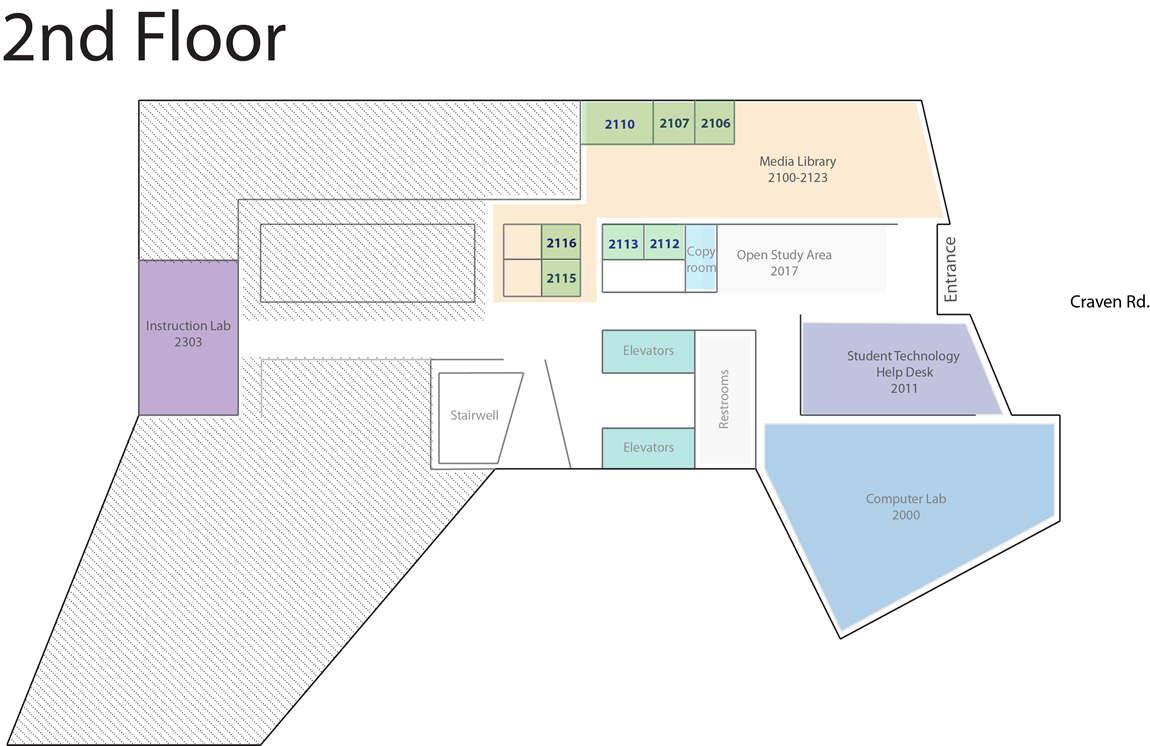 2nd Floor
2110
2107
2106
Media Library
2100-2123
2116
2113
2112
Copy
room
Open Study Area
2017
2115
Entrance
Craven Rd.
Instruction Lab
2303
Elevators
Student Technology
Help Desk
2011
Restrooms
Stairwell
Elevators
Computer Lab
2000